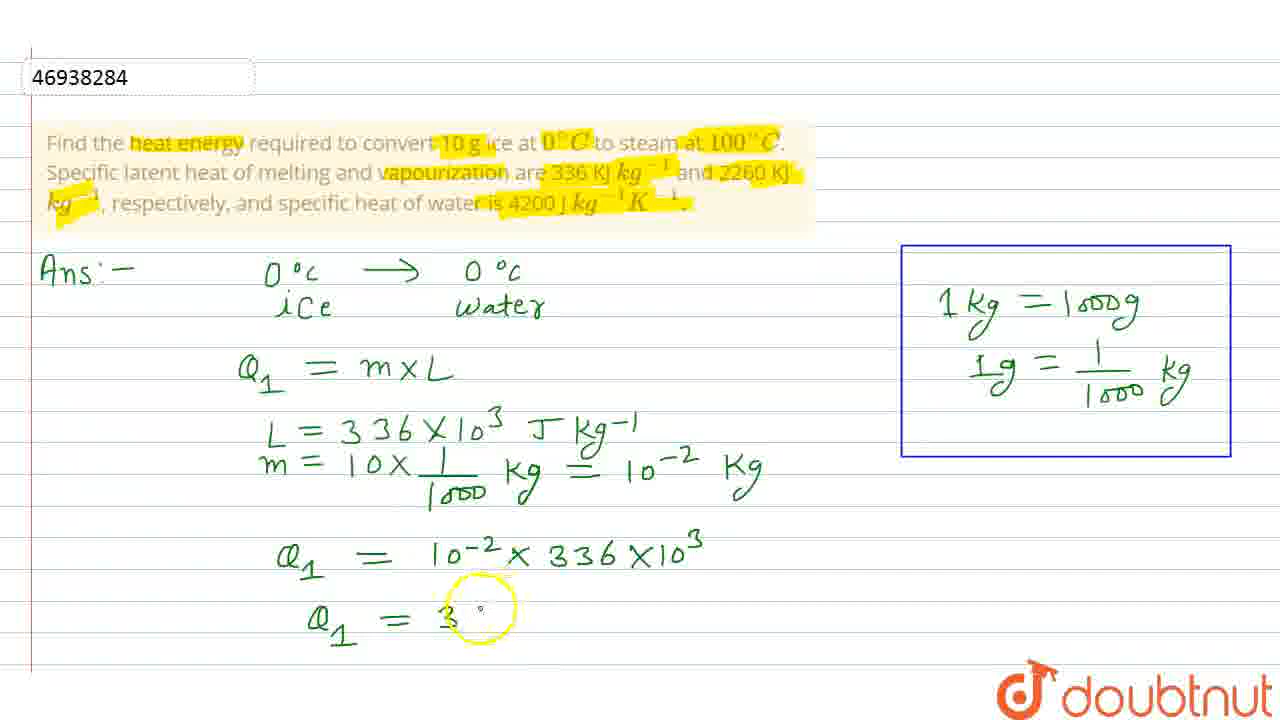 46938284
Find the heat energy required to convert 10 g ice at 0°C to steam at 100°C.
Specific latent heat of melting and vapourization are 336 KJ kg⁻¹ and 2260 KJ
kg⁻¹, respectively, and specific heat of water is 4200 J kg⁻¹K⁻¹.
Ans:- 0°C → 0°C
ice water
Q₁ = m×L
L = 336×10³ J Kg⁻¹
m = 10×1/1000 Kg = 10⁻² Kg
Q₁ = 10⁻² × 336×10³
Q₁ = 3
1 Kg = 1000g
1g = 1/1000 Kg
doubtnut